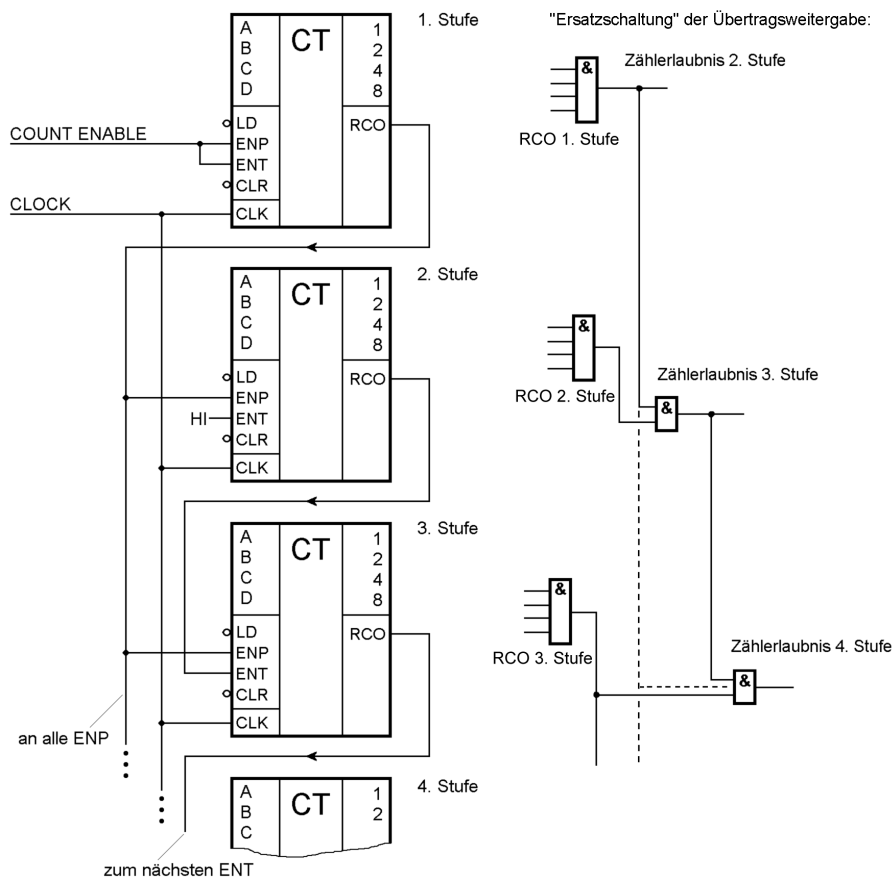 1. Stufe
A
B
C
D
CT
1
2
4
8
LD
ENP
ENT
CLR
CLK
RCO
COUNT ENABLE
CLOCK
2. Stufe
A
B
C
D
CT
1
2
4
8
LD
ENP
HI
ENT
CLR
CLK
RCO
3. Stufe
A
B
C
D
CT
1
2
4
8
LD
ENP
ENT
CLR
CLK
RCO
an alle ENP
4. Stufe
A
B
C
CT
1
2
zum nächsten ENT
"Ersatzschaltung" der Übertragsweitergabe:
&
Zählerlaubnis 2. Stufe
RCO 1. Stufe
&
RCO 2. Stufe
Zählerlaubnis 3. Stufe
&
&
RCO 3. Stufe
Zählerlaubnis 4. Stufe
&